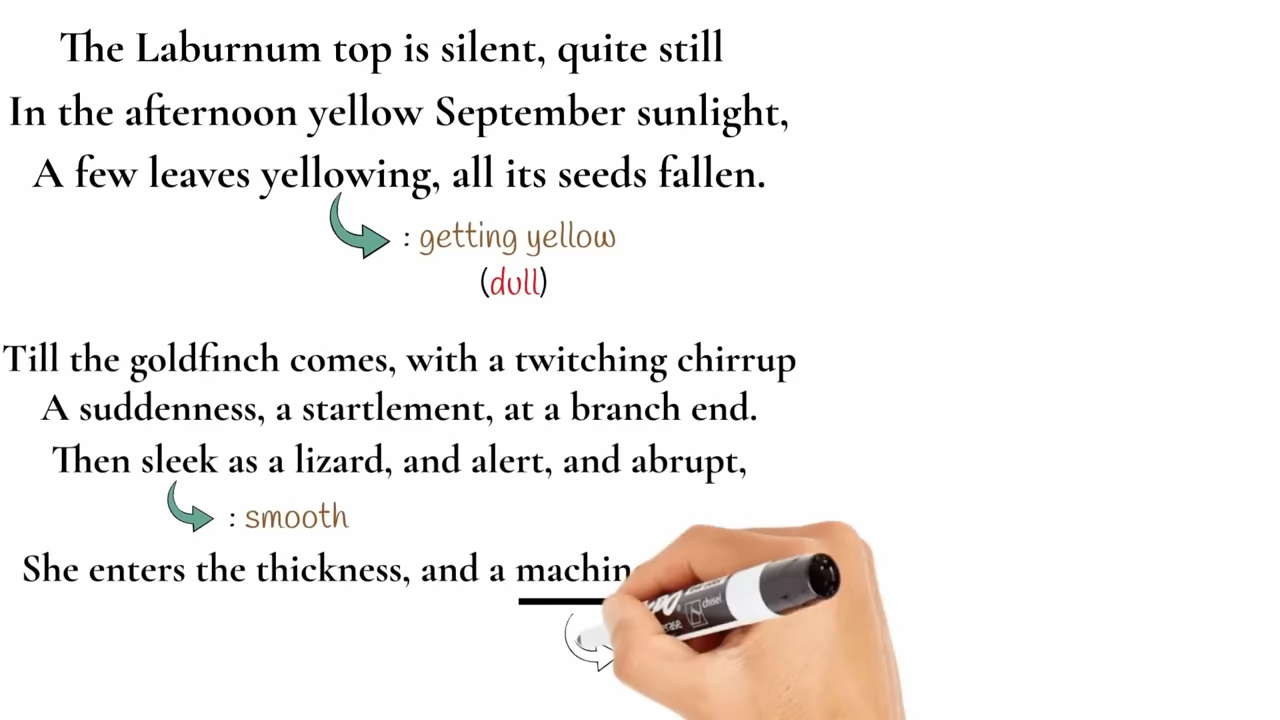 The Laburnum top is silent, quite still
In the afternoon yellow September sunlight,
A few leaves yellowing, all its seeds fallen.
: getting yellow
(dull)
Till the goldfinch comes, with a twitching chirrup
A suddenness, a startlement, at a branch end.
Then sleek as a lizard, and alert, and abrupt,
: smooth
She enters the thickness, and a machin
chisel